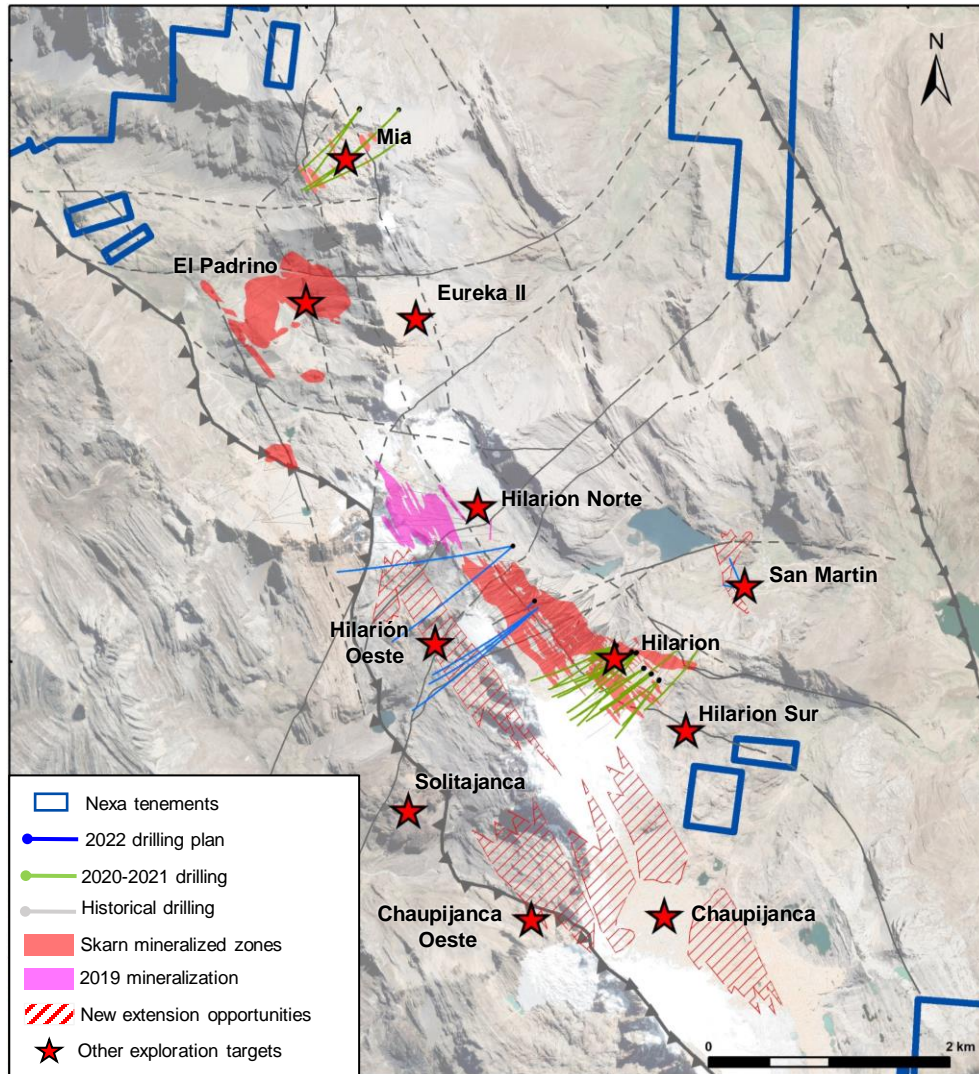 N
Mia
El Padrino
Eureka II
Hilarion Norte
San Martin
Hilarión
Oeste
Hilarion
Hilarion Sur
Solitajanca
Chaupijanca
Oeste
Chaupijanca
Nexa tenements
2022 drilling plan
2020-2021 drilling
Historical drilling
Skarn mineralized zones
2019 mineralization
New extension opportunities
Other exploration targets
0
2 km